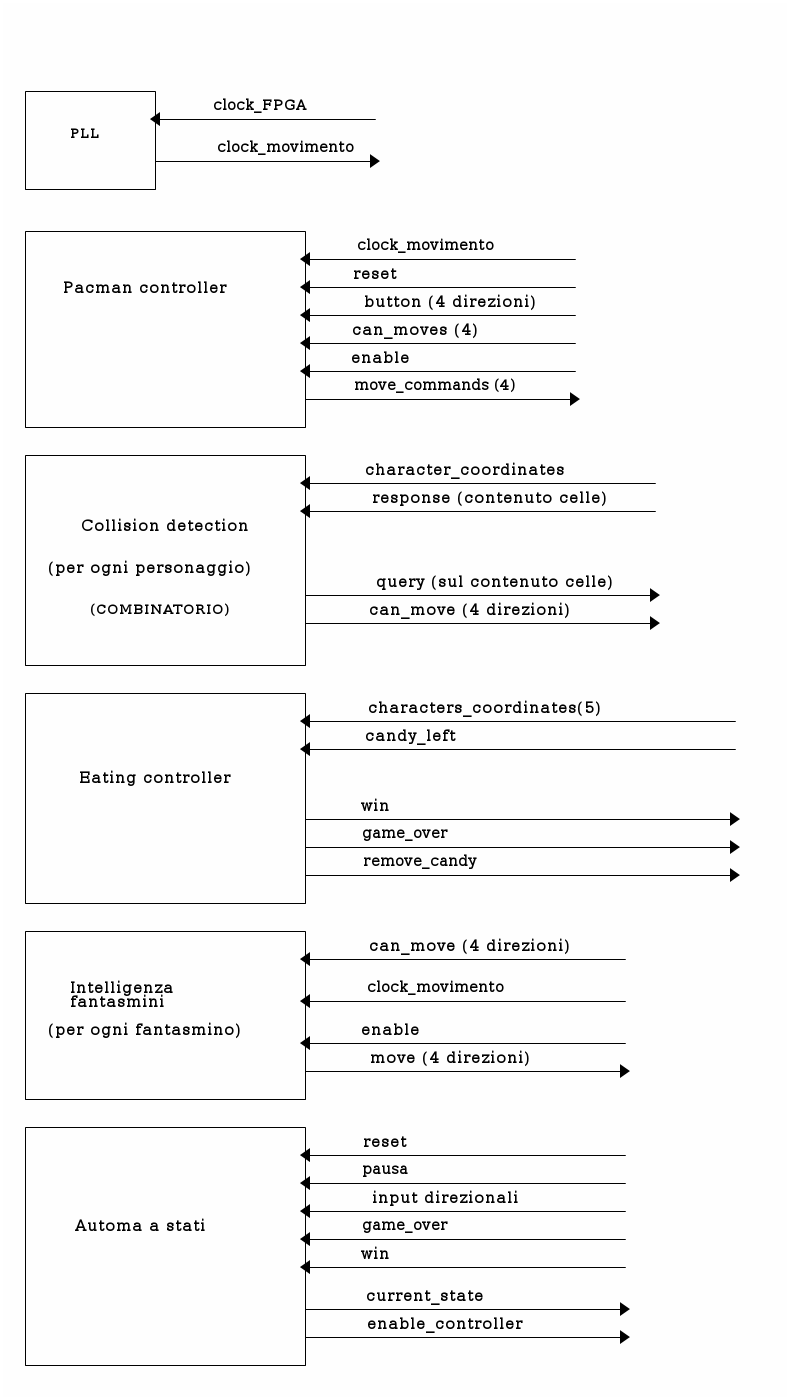 clock_FPGA
PLL
clock_movimento
clock_movimento
reset
Pacman controller
button (4 direzioni)
can_moves (4)
enable
move_commands (4)
character_coordinates
response (contenuto celle)
Collision detection
(per ogni personaggio)
query (sul contenuto celle)
(COMBINATORIO)
can_move (4 direzioni)
characters_coordinates(5)
candy_left
Eating controller
win
game_over
remove_candy
can_move (4 direzioni)
Intelligenza
fantasmini
clock_movimento
(per ogni fantasmino)
enable
move (4 direzioni)
reset
pausa
input direzionali
Automa a stati
game_over
win
current_state
enable_controller